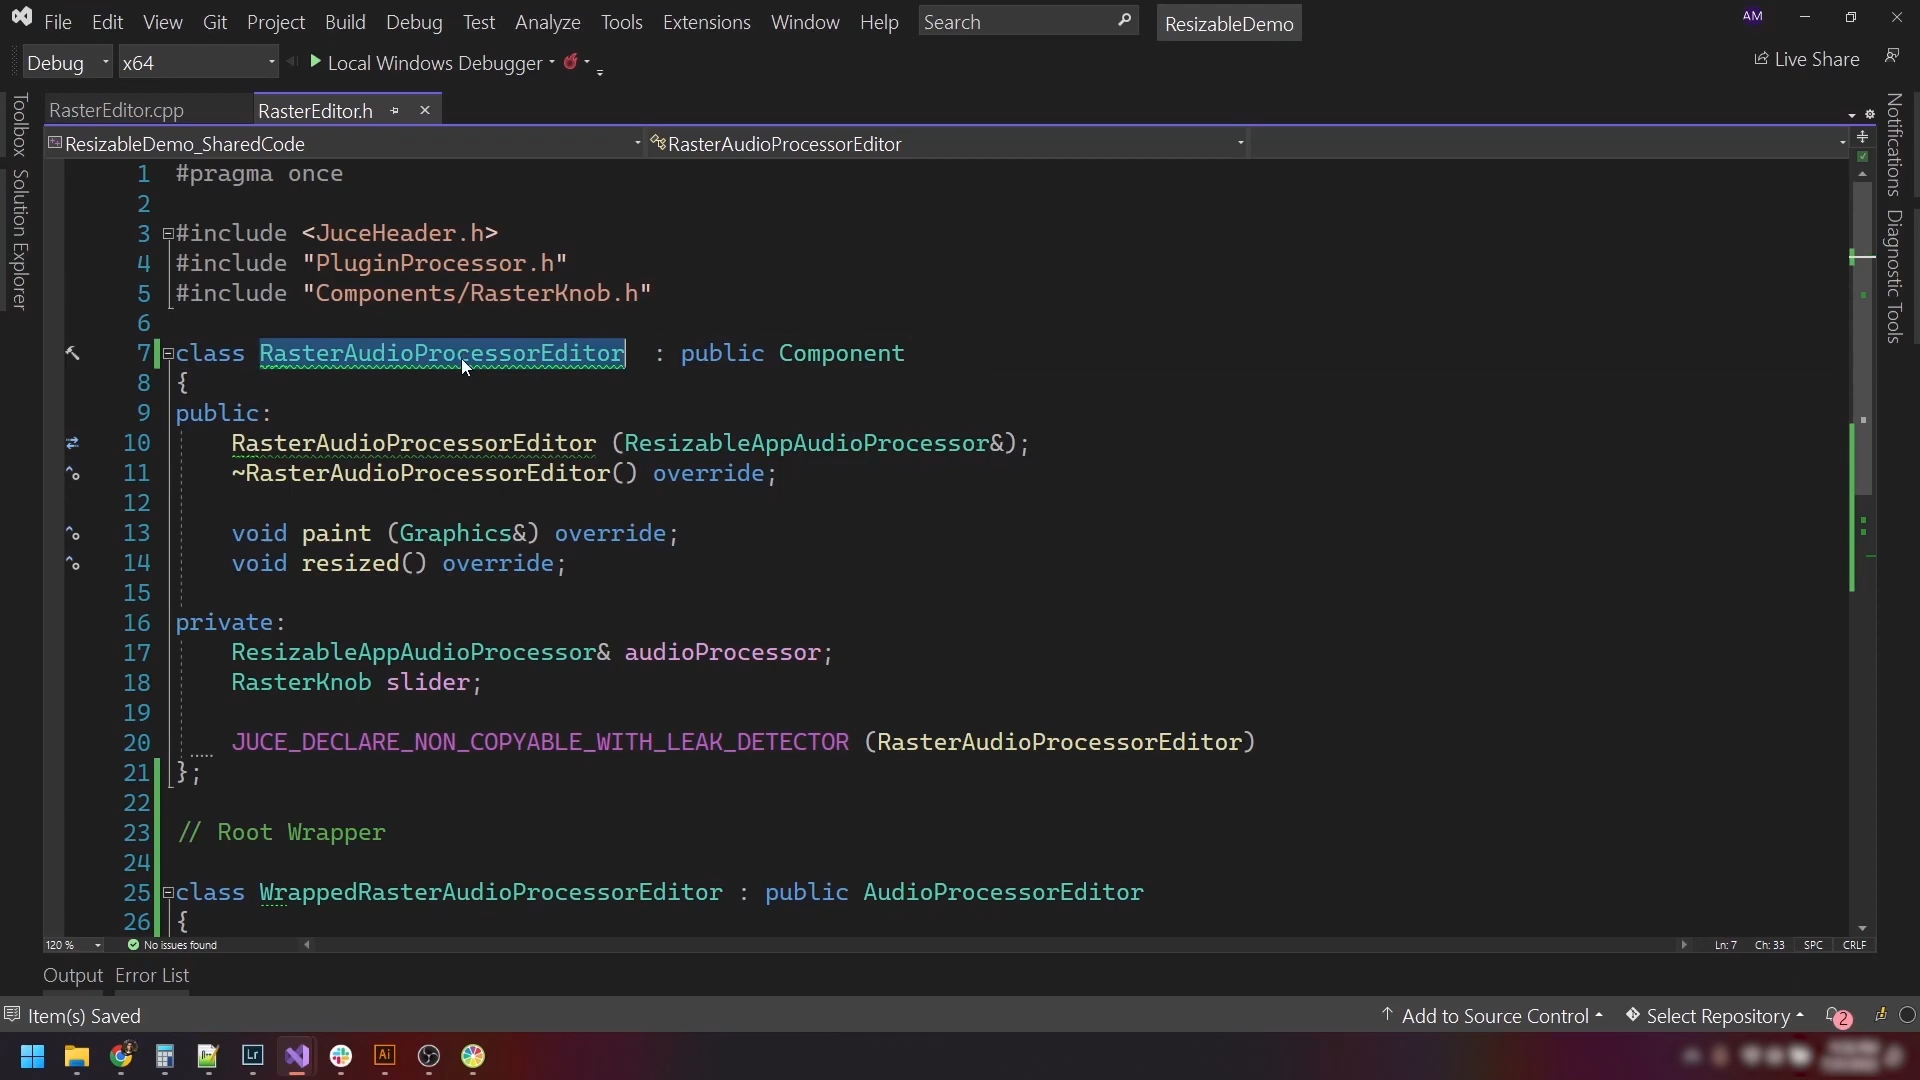 File Edit View Git Project Build Debug Test Analyze Tools Extensions Window Help Search ResizableDemo AM
Debug x64 Local Windows Debugger Live Share
RasterEditor.cpp RasterEditor.h
ResizableDemo_SharedCode RasterAudioProcessorEditor
Toolbox
Solution Explorer
1 #pragma once
2
3 #include <JuceHeader.h>
4 #include "PluginProcessor.h"
5 #include "Components/RasterKnob.h"
6
7 class RasterAudioProcessorEditor : public Component
8 {
9 public:
10 RasterAudioProcessorEditor (ResizableAppAudioProcessor&);
11 ~RasterAudioProcessorEditor() override;
12
13 void paint (Graphics&) override;
14 void resized() override;
15
16 private:
17 ResizableAppAudioProcessor& audioProcessor;
18 RasterKnob slider;
19
20 JUCE_DECLARE_NON_COPYABLE_WITH_LEAK_DETECTOR (RasterAudioProcessorEditor)
21 };
22
23 // Root Wrapper
24
25 class WrappedRasterAudioProcessorEditor : public AudioProcessorEditor
26 {
Notifications
Diagnostic Tools
120 % No issues found Ln: 7 Ch: 33 SPC CRLF
Output Error List
Item(s) Saved Add to Source Control Select Repository 2
Lr Ai